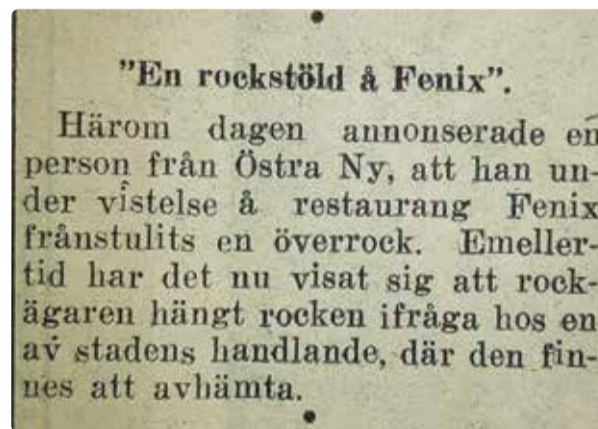 "En rockstöld å Fenix".
Härom dagen annonserade en
person från Östra Ny, att han un-
der vistelse å restaurang Fenix
frånstulits en överrock. Emeller-
tid har det nu visat sig att rock-
ägaren hängt rocken ifråga hos en
av stadens handlande, där den fin-
nes att avhämta.